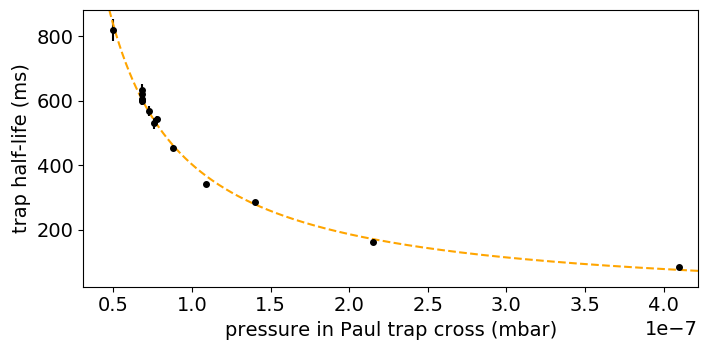 800
600
400
200
trap half-life (ms)
0.5 1.0 1.5 2.0 2.5 3.0 3.5 4.0
1e−7
pressure in Paul trap cross (mbar)